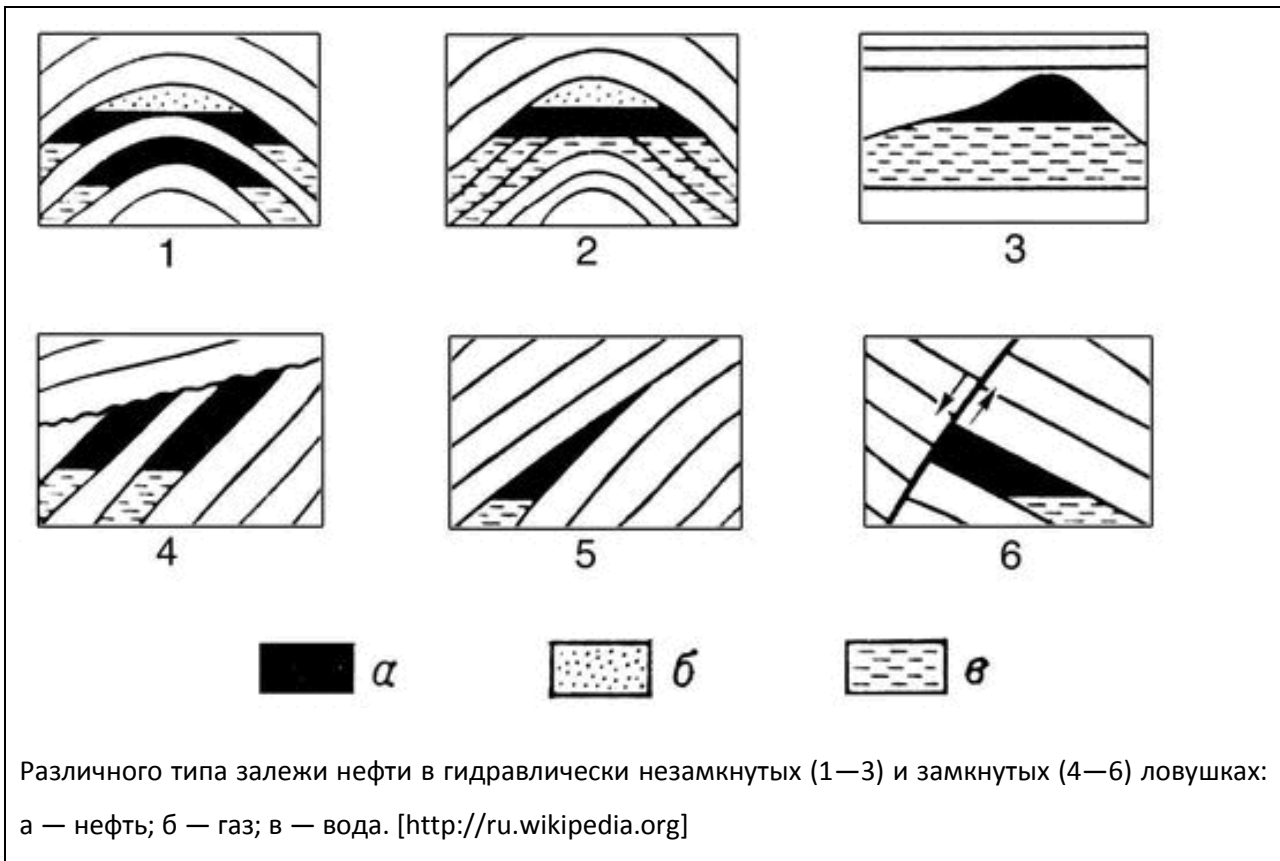 1 2 3
4 5 6
а б в
Различного типа залежи нефти в гидравлически незамкнутых (1—3) и замкнутых (4—6) ловушках:
а — нефть; б — газ; в — вода. [http://ru.wikipedia.org]